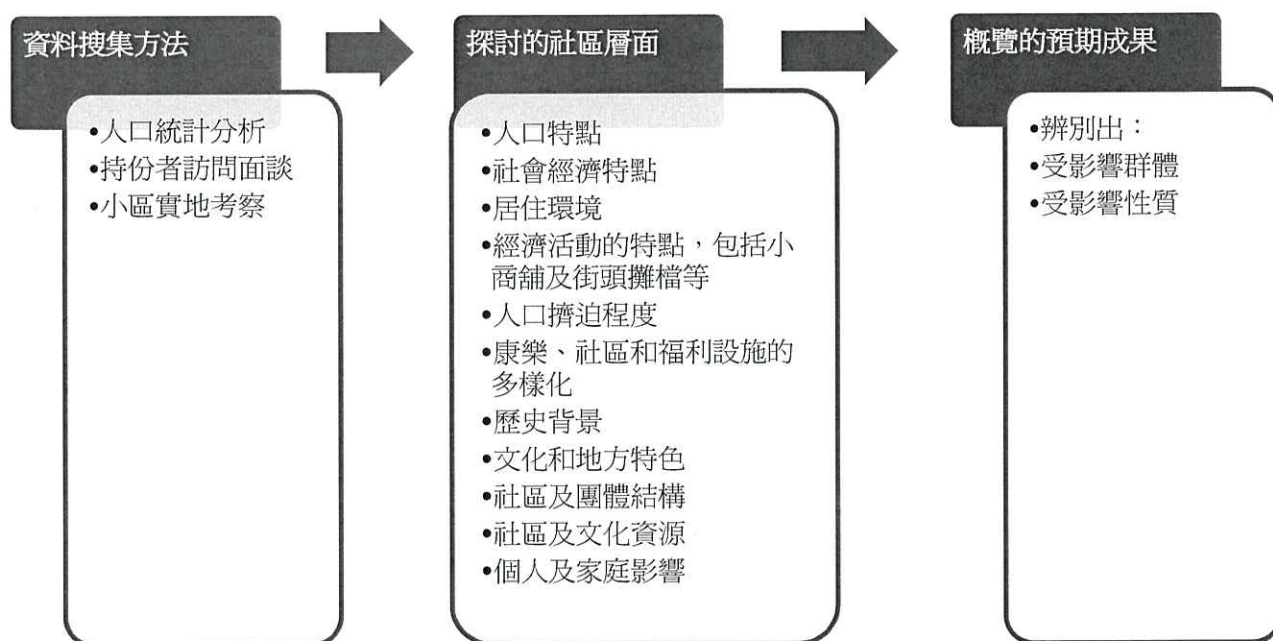 資料搜集方法
•人口統計分析
•持份者訪問面談
•小區實地考察
探討的社區層面
•人口特點
•社會經濟特點
•居住環境
•經濟活動的特點，包括小
商舖及街頭攤檔等
•人口擠迫程度
•康樂、社區和福利設施的
多樣化
•歷史背景
•文化和地方特色
•社區及團體結構
•社區及文化資源
•個人及家庭影響
概覽的預期成果
•辨別出：
•受影響群體
•受影響性質